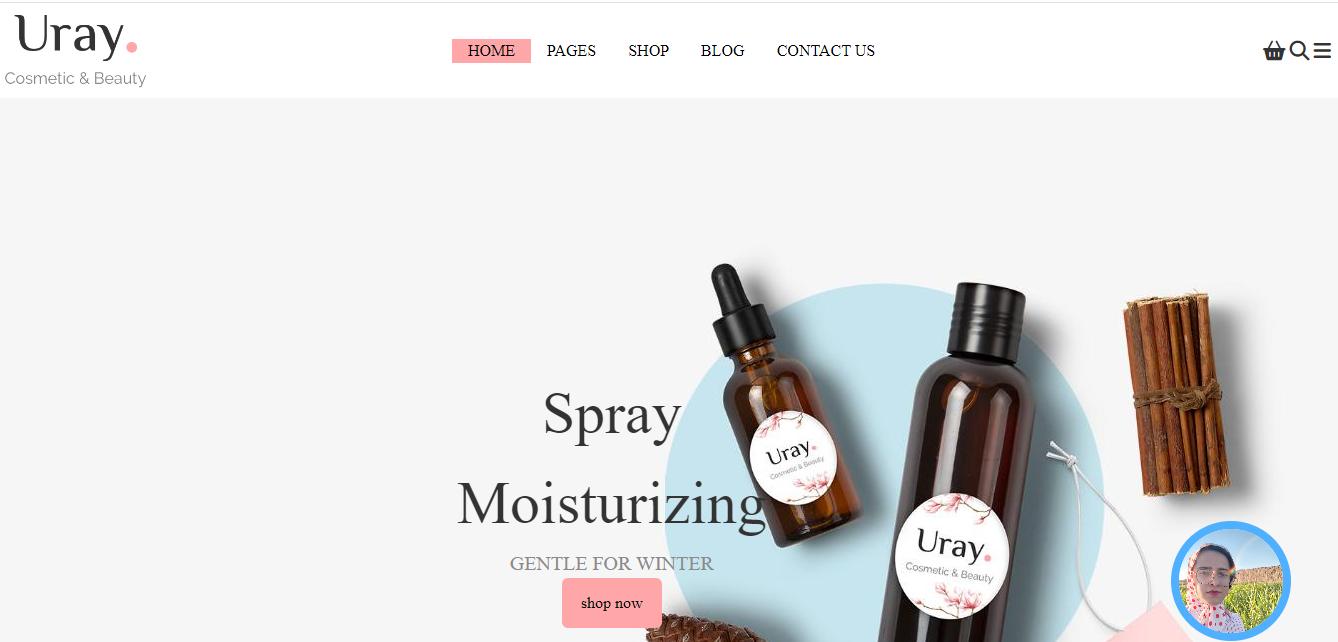 Uray.
Cosmetic & Beauty
HOME
PAGES
SHOP
BLOG
CONTACT US
Spray
Moisturizing
GENTLE FOR WINTER
shop now
Uray.
Cosmetic & Beauty
Uray.
Cosmetic & Beauty